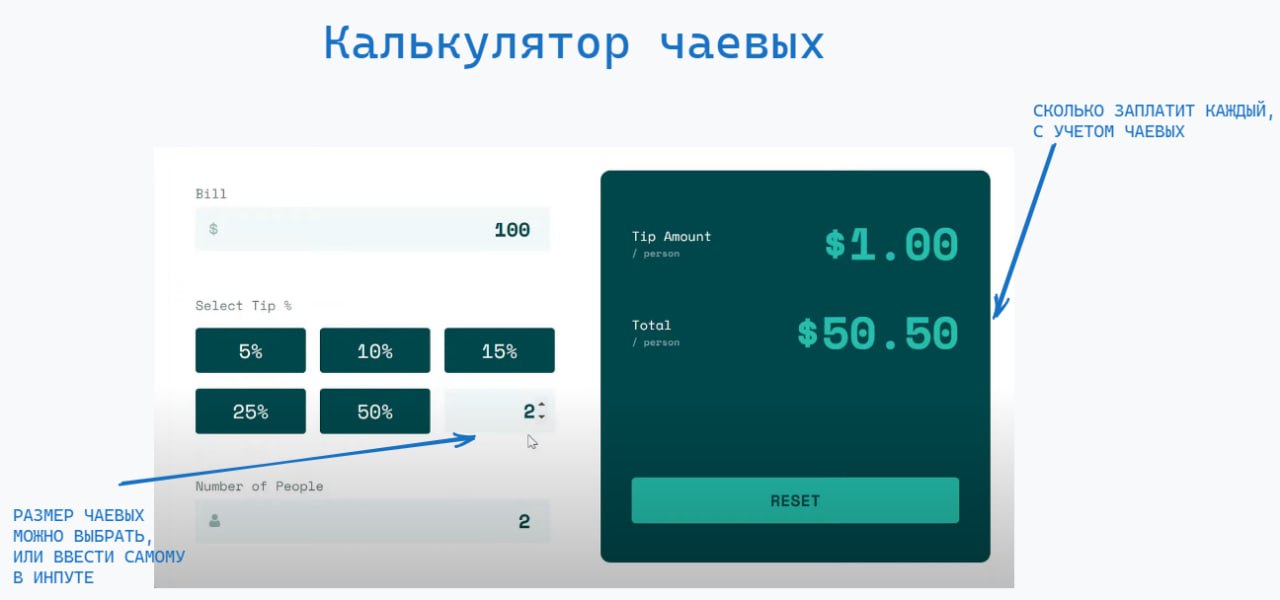 Калькулятор чаевых
СКОЛЬКО ЗАПЛАТИТ КАЖДЫЙ,
С УЧЕТОМ ЧАЕВЫХ
Bill
$ 100
Select Tip %
5% 10% 15%
25% 50% 2
Number of People
2
Tip Amount
/ person
$1.00
Total
/ person
$50.50
RESET
РАЗМЕР ЧАЕВЫХ
МОЖНО ВЫБРАТЬ,
ИЛИ ВВЕСТИ САМОМУ
В ИНПУТЕ